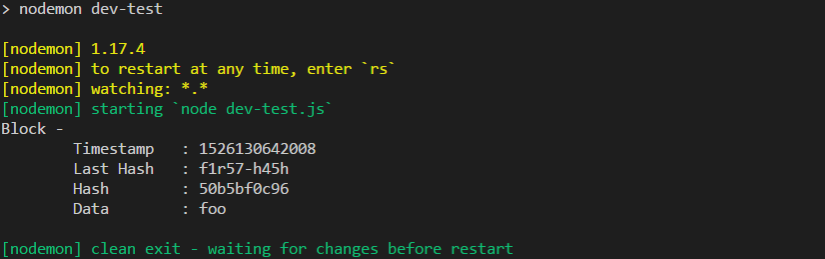 > nodemon dev-test
[nodemon] 1.17.4
[nodemon] to restart at any time, enter `rs`
[nodemon] watching: *.*
[nodemon] starting `node dev-test.js`
Block -
        Timestamp   : 1526130642008
        Last Hash   : f1r57-h45h
        Hash        : 50b5bf0c96
        Data        : foo
[nodemon] clean exit - waiting for changes before restart